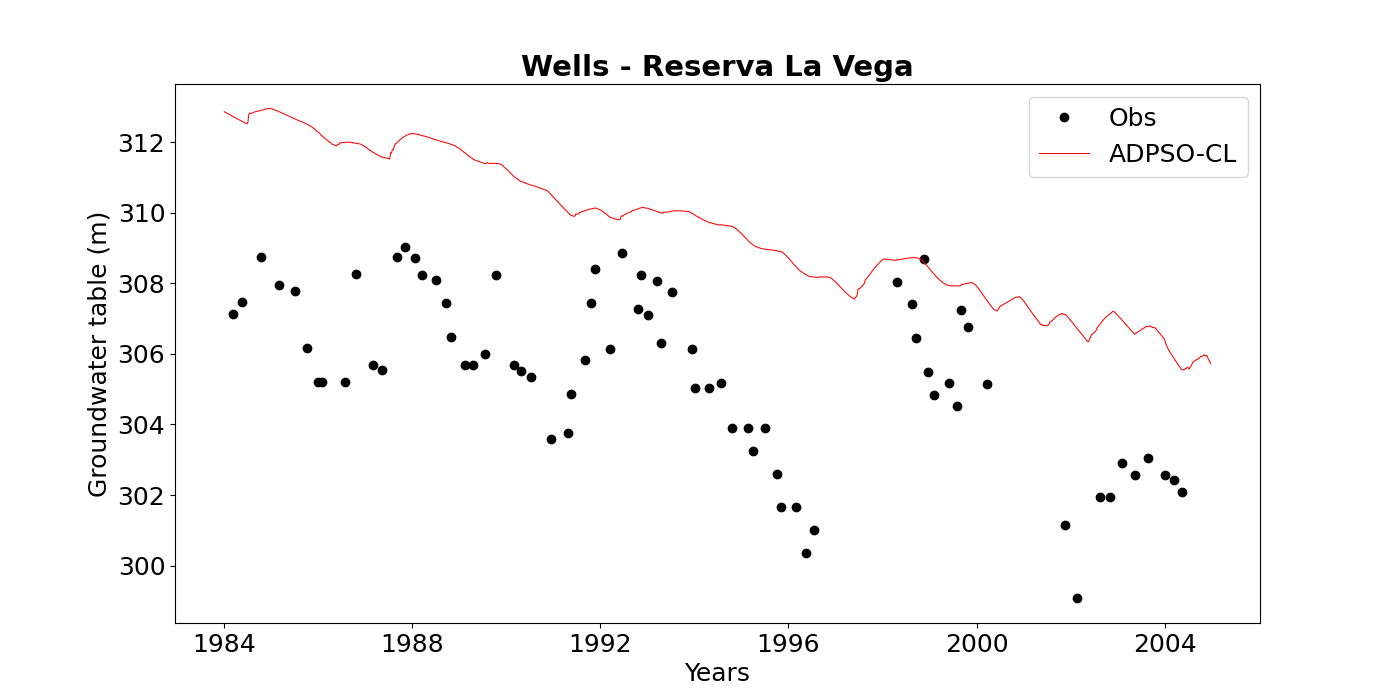 Wells - Reserva La Vega
Obs
ADPSO-CL
Groundwater table (m)
312
310
308
306
304
302
300
1984
1988
1992
1996
2000
2004
Years